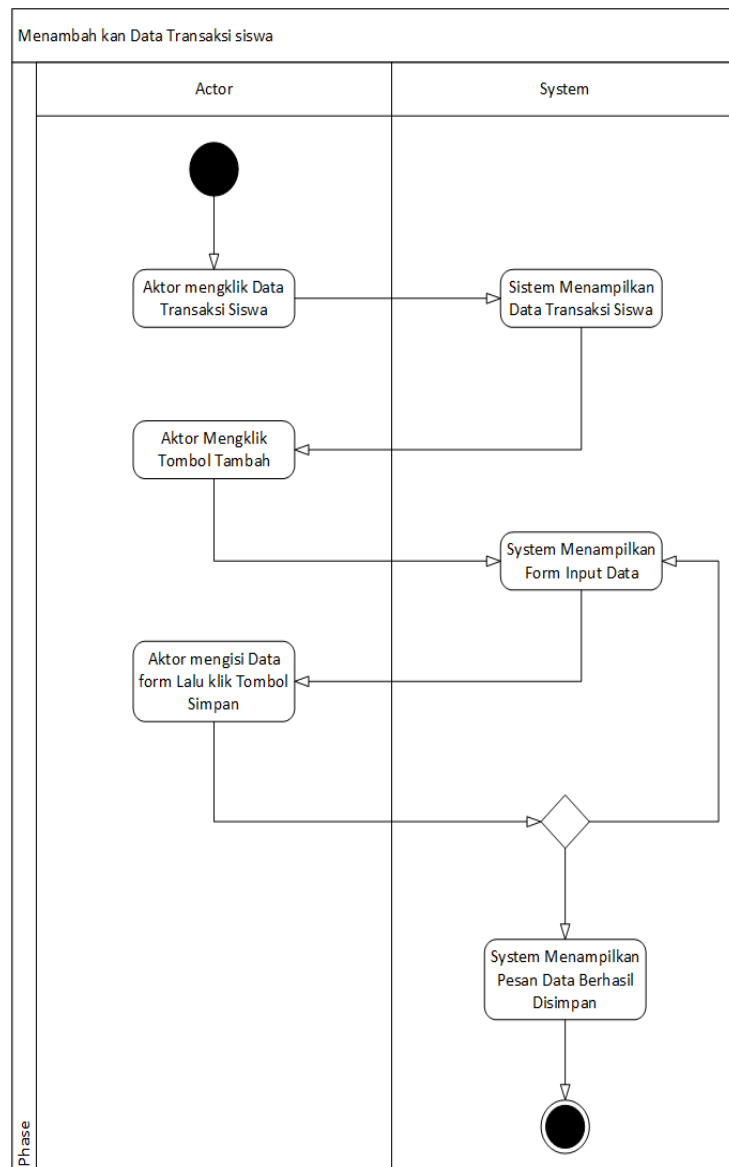 Menambah kan Data Transaksi siswa
Actor
System
Aktor mengklik Data
Transaksi Siswa
Sistem Menampilkan
Data Transaksi Siswa
Aktor Mengklik
Tombol Tambah
System Menampilkan
Form Input Data
Aktor mengisi Data
form Lalu klik Tombol
Simpan
System Menampilkan
Pesan Data Berhasil
Disimpan
Phase